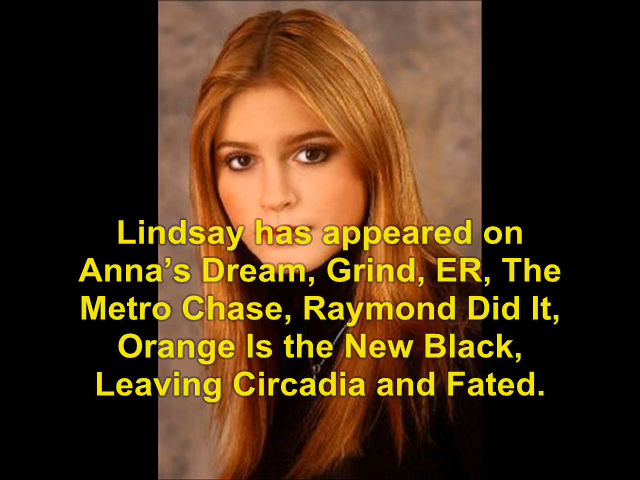 Lindsay has appeared on
Anna's Dream, Grind, ER, The
Metro Chase, Raymond Did It,
Orange Is the New Black,
Leaving Circadia and Fated.